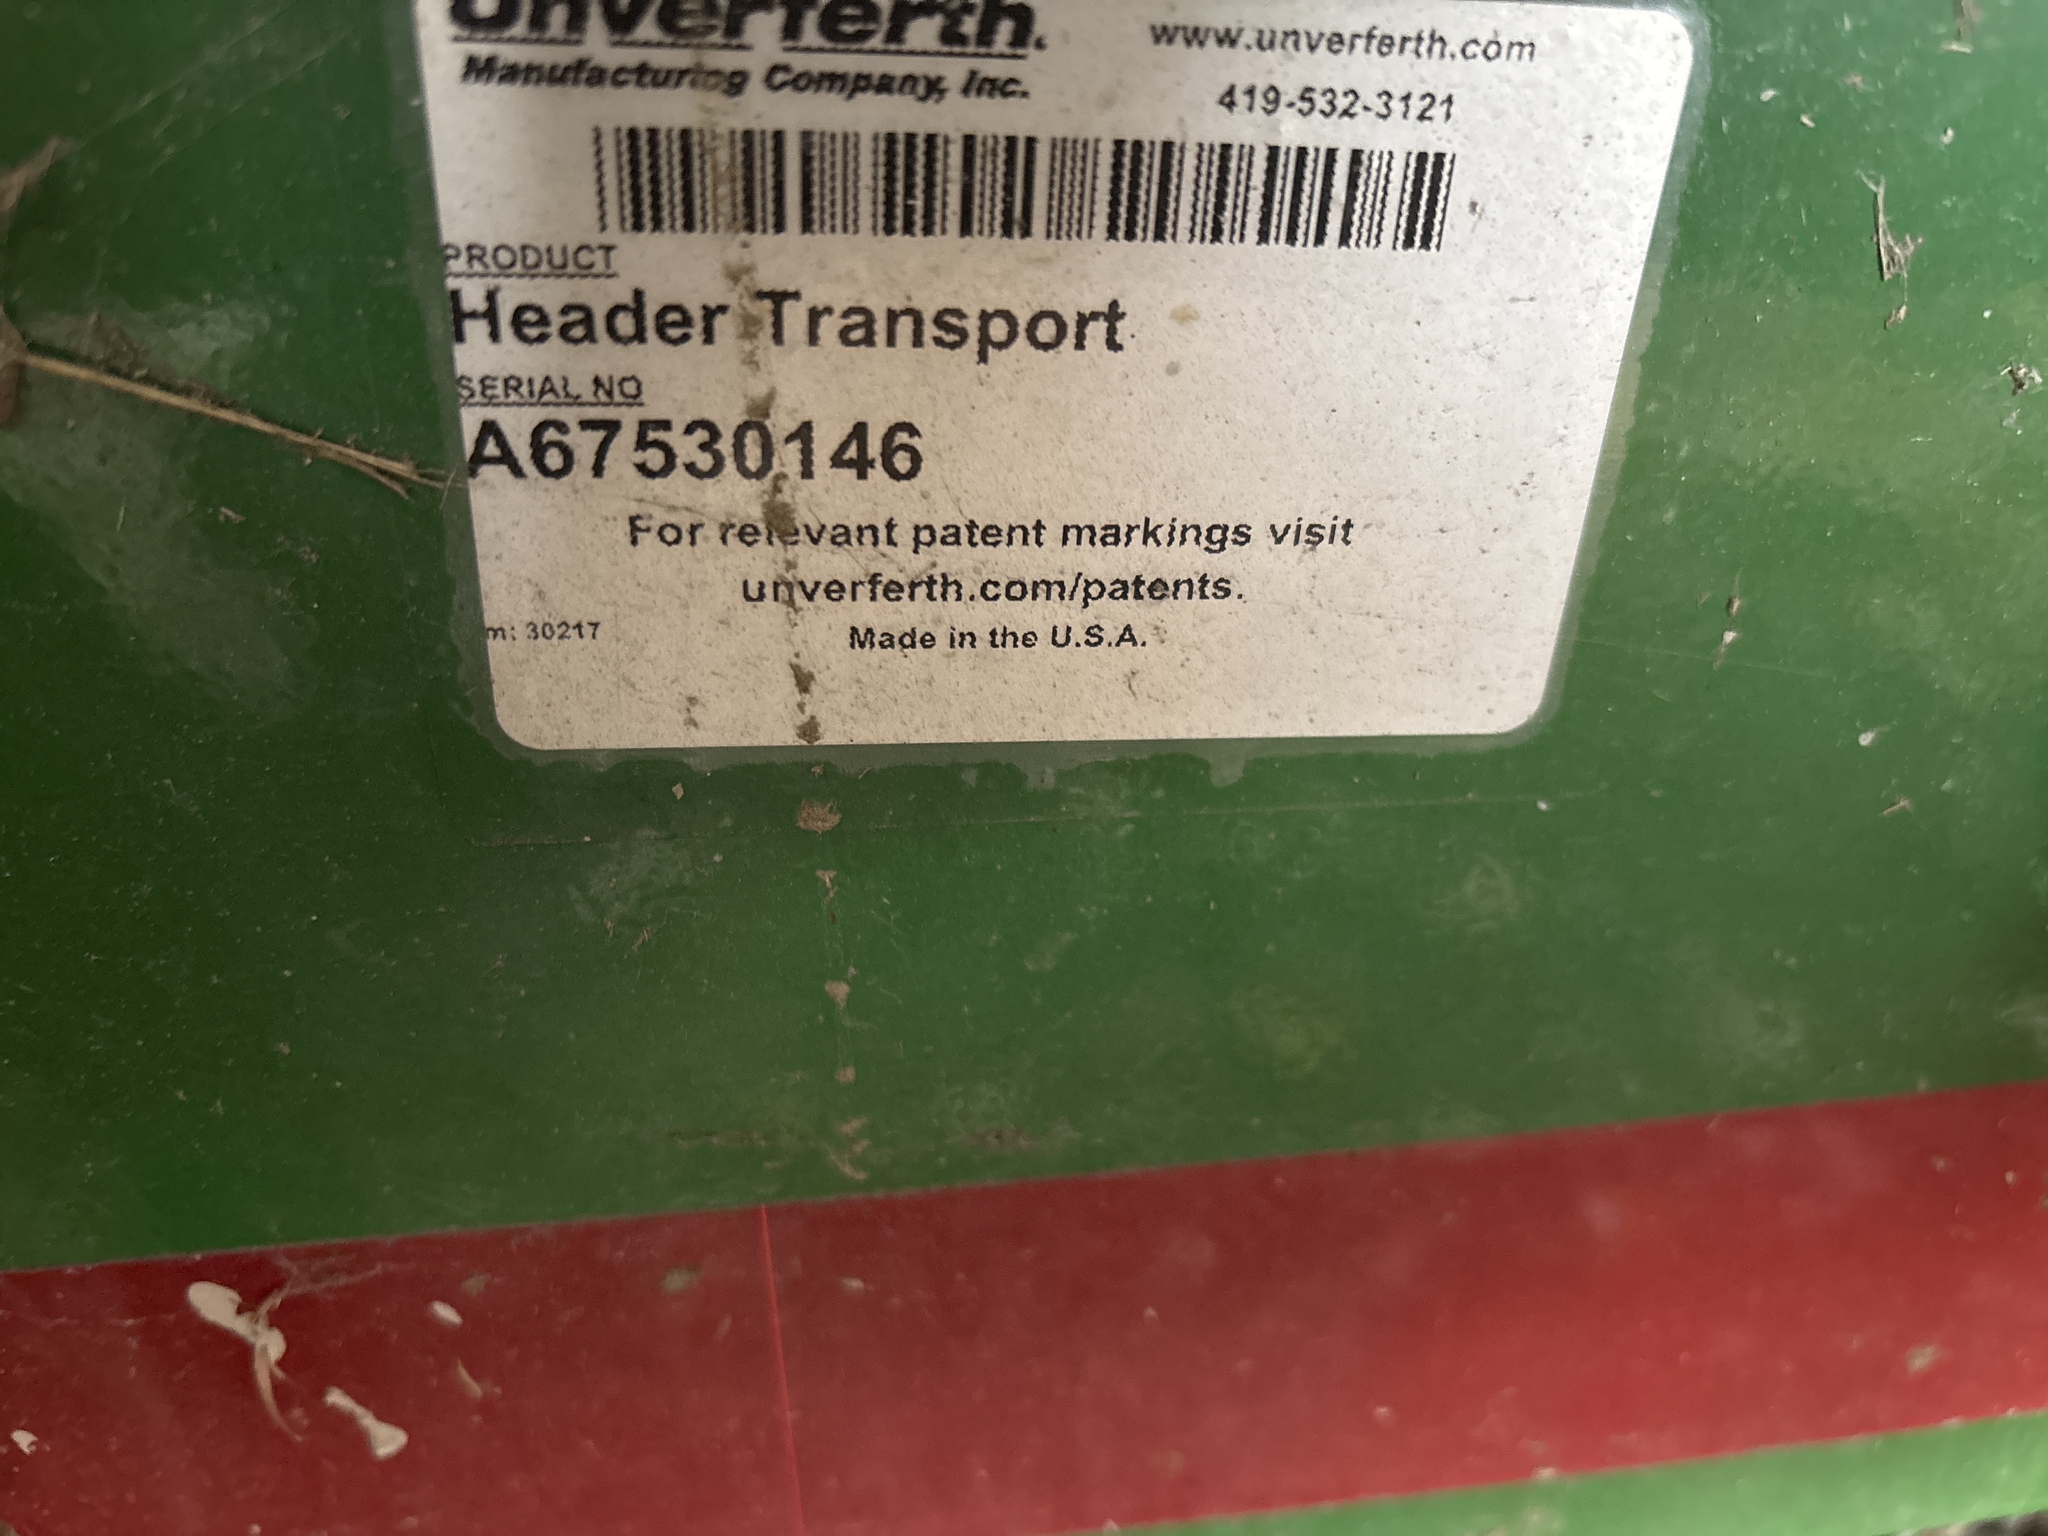 Unverferth.
Manufacturing Company, Inc.
www.unverferth.com
419-532-3121
PRODUCT
Header Transport
SERIAL NO
A67530146
For relevant patent markings visit
unverferth.com/patents.
m: 30217
Made in the U.S.A.